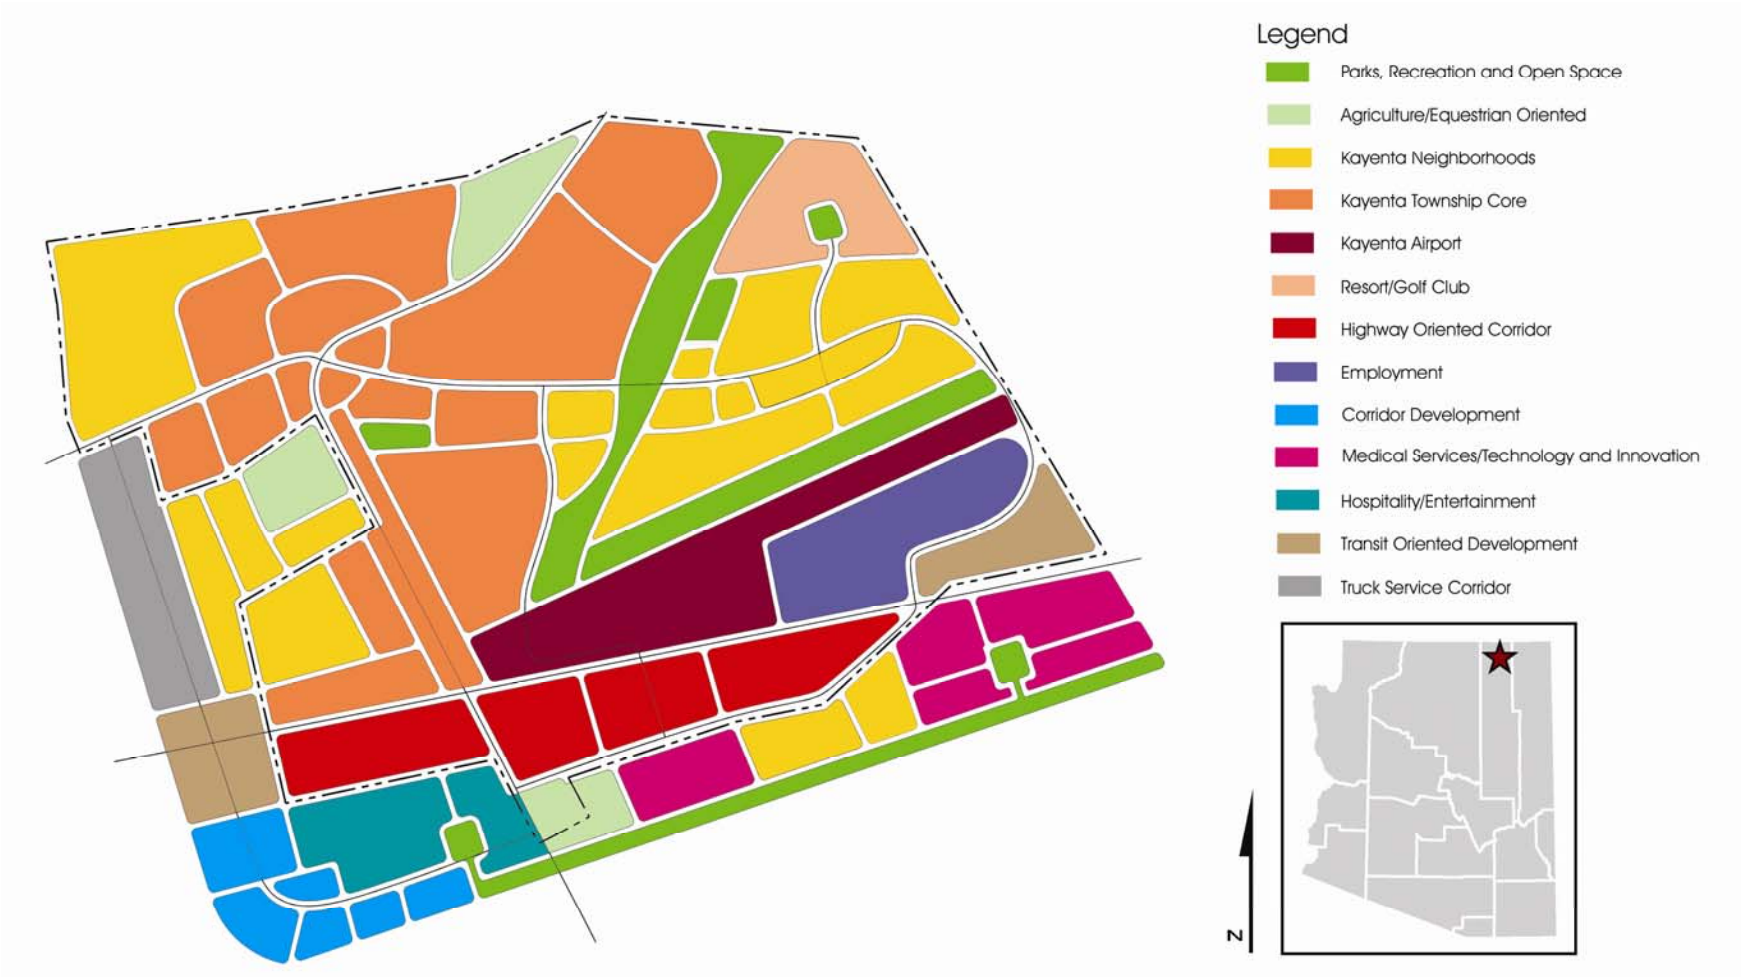 Legend
Parks, Recreation and Open Space
Agriculture/Equestrian Oriented
Kayenta Neighborhoods
Kayenta Township Core
Kayenta Airport
Resort/Golf Club
Highway Oriented Corridor
Employment
Corridor Development
Medical Services/Technology and Innovation
Hospitality/Entertainment
Transit Oriented Development
Truck Service Corridor
N